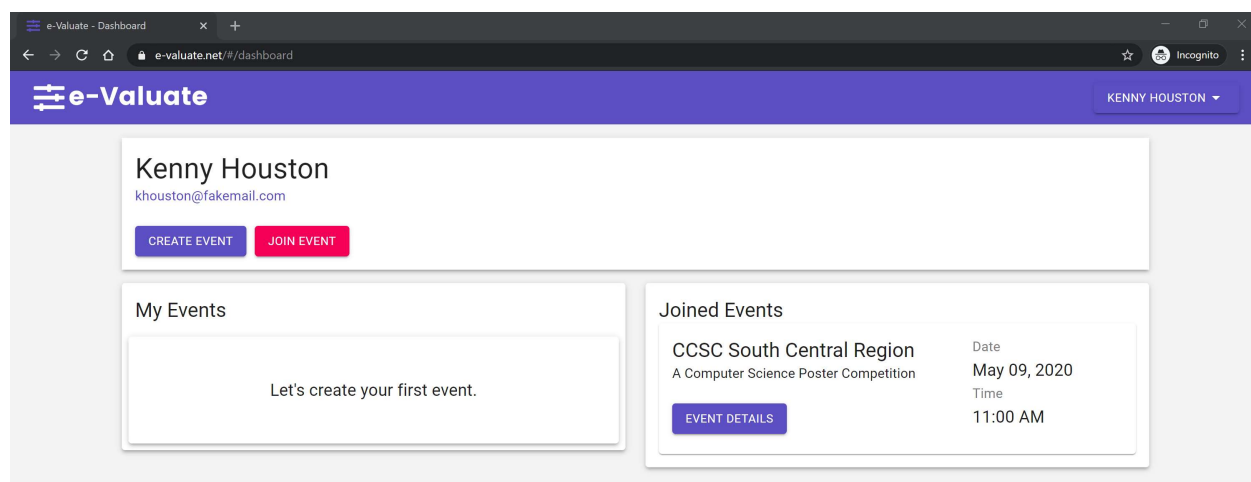 e-Valuate - Dashboard
e-valuate.net/#/dashboard
Incognito
e-Valuate
KENNY HOUSTON
Kenny Houston
khouston@fakemail.com
CREATE EVENT
JOIN EVENT
My Events
Let's create your first event.
Joined Events
CCSC South Central Region
A Computer Science Poster Competition
EVENT DETAILS
Date
May 09, 2020
Time
11:00 AM